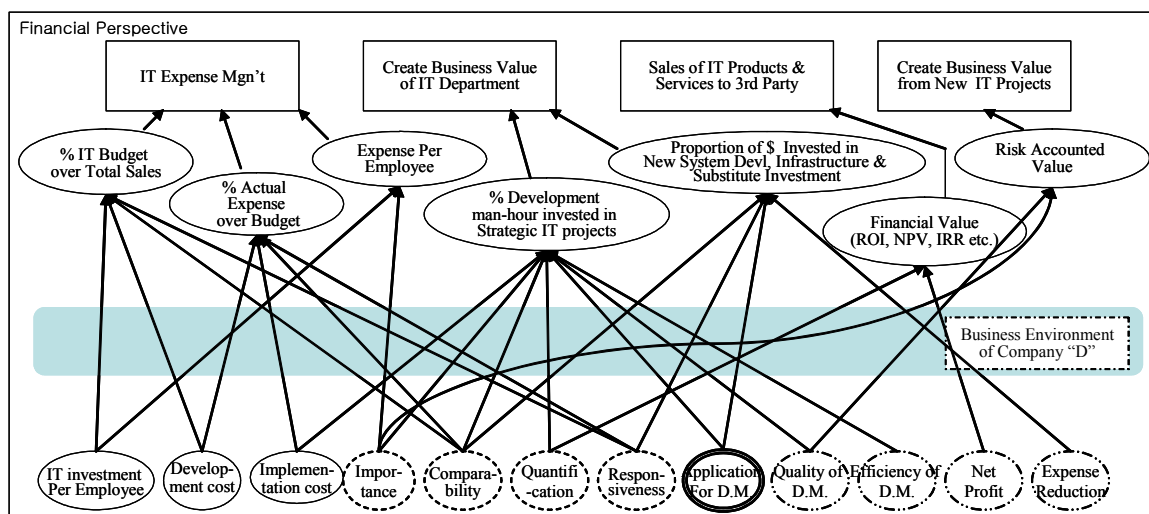 Financial Perspective
IT Expense Mgn't
Create Business Value
of IT Department
Sales of IT Products &
Services to 3rd Party
Create Business Value
from New IT Projects
% IT Budget
over Total Sales
% Actual
Expense
over Budget
Expense Per
Employee
% Development
man-hour invested in
Strategic IT projects
Proportion of $ Invested in
New System Devl, Infrastructure &
Substitute Investment
Financial Value
(ROI, NPV, IRR etc.)
Risk Accounted
Value
Business Environment
of Company "D"
IT investment
Per Employee
Develop-
ment cost
Implemen-
tation cost
Impor-
tance
Compara-
bility
Quantifi-
-cation
Respon-
siveness
Application
For D.M.
Quality of
D.M.
Efficiency of
D.M.
Net
Profit
Expense
Reduction